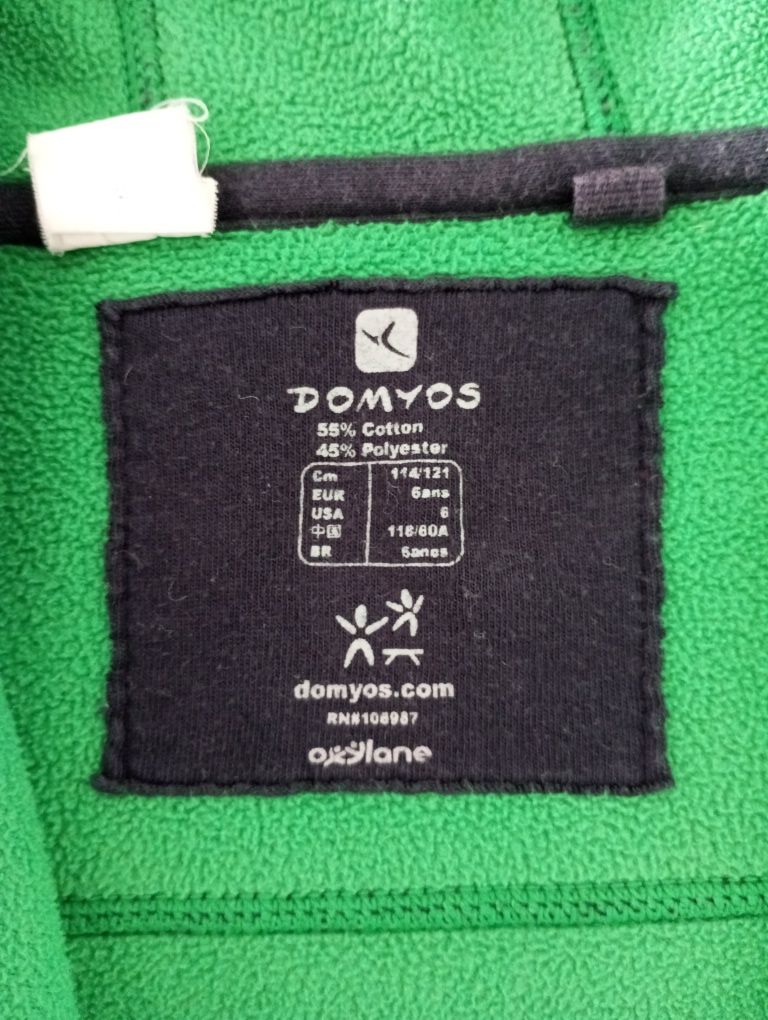 DOMYOS
55% Cotton
45% Polyester
Cm 114/121
EUR 6ans
USA 6
中国 116/60A
BR 6anos
domyos.com
RN#106987
oxylane